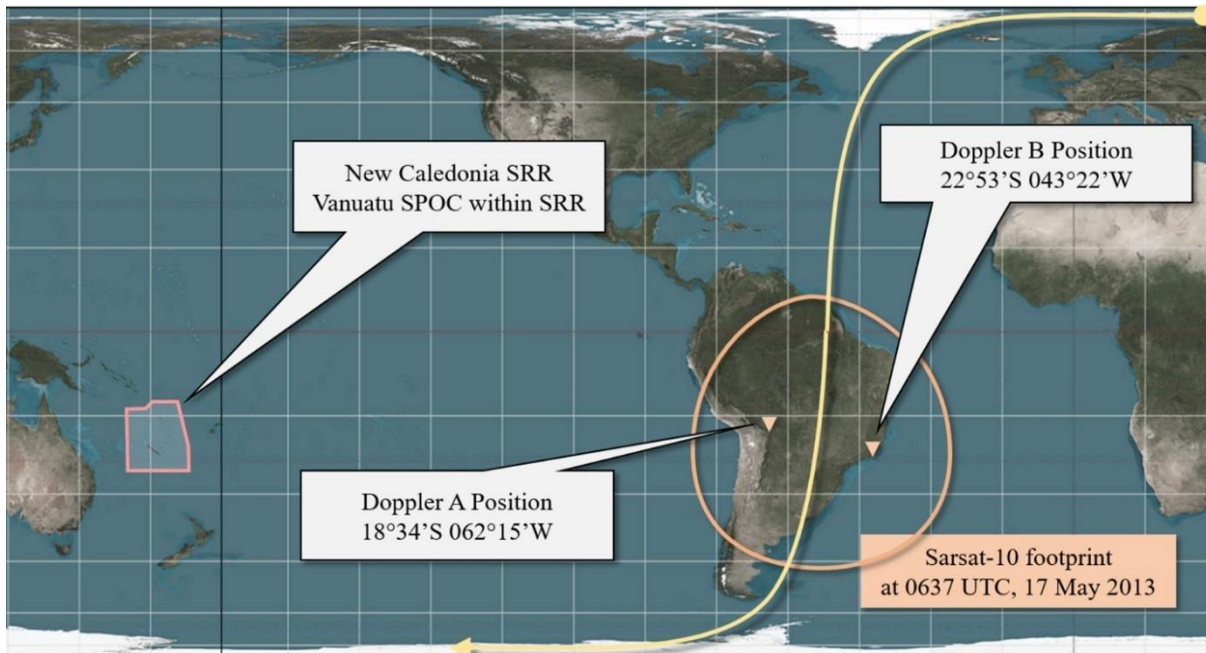 New Caledonia SRR
Vanuatu SPOC within SRR
Doppler B Position
22°53’S 043°22’W
Doppler A Position
18°34’S 062°15’W
Sarsat-10 footprint
at 0637 UTC, 17 May 2013